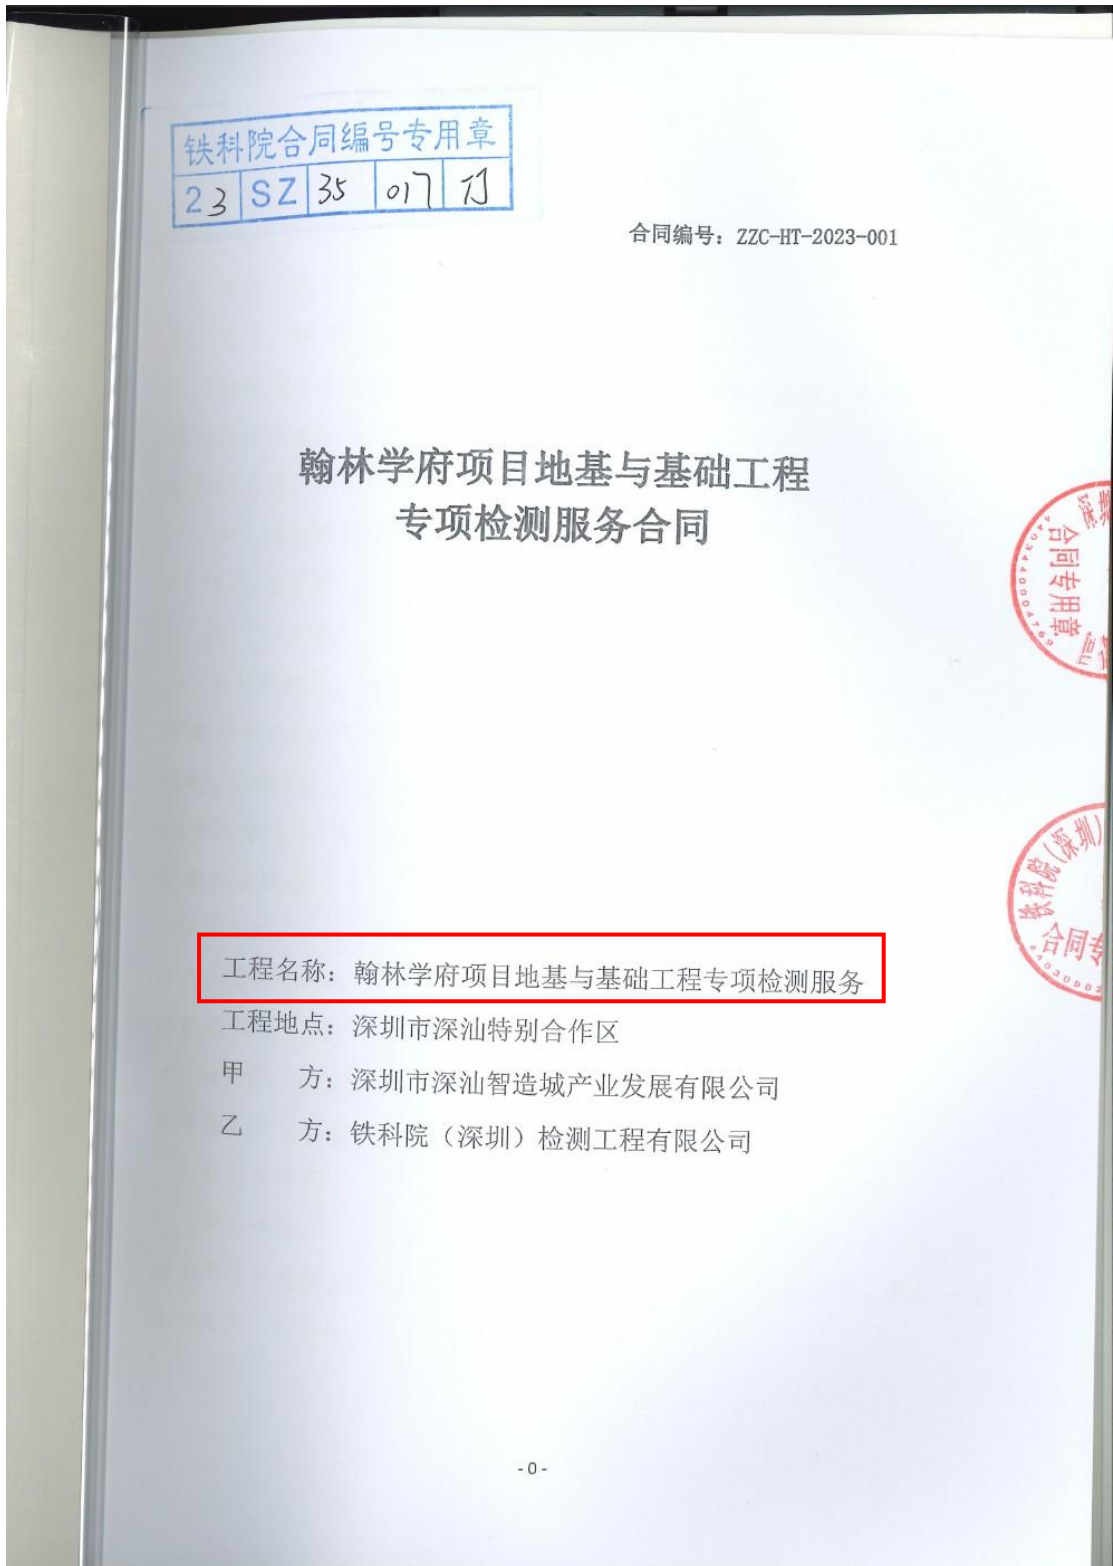 铁科院合同编号专用章
23 SZ 35 017
合同编号：ZZC-HT-2023-001
翰林学府项目地基与基础工程
专项检测服务合同
深圳
合同专用章
4403440004769
铁科院（深圳）
合同专
工程名称：翰林学府项目地基与基础工程专项检测服务
工程地点：深圳市深汕特别合作区
甲 方：深圳市深汕智造城产业发展有限公司
乙 方：铁科院（深圳）检测工程有限公司
-0-